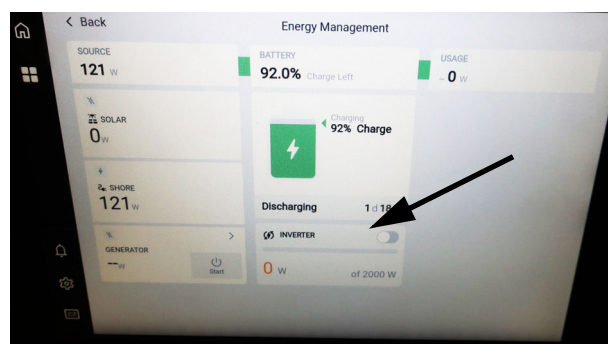 < Back
Energy Management
SOURCE
121 W
BATTERY
92.0% Charge Left
USAGE
- 0 W
SOLAR
0 W
Charging
92% Charge
SHORE
121 W
Discharging 1 d 18
GENERATOR >
--W
Start
INVERTER
0 W of 2000 W